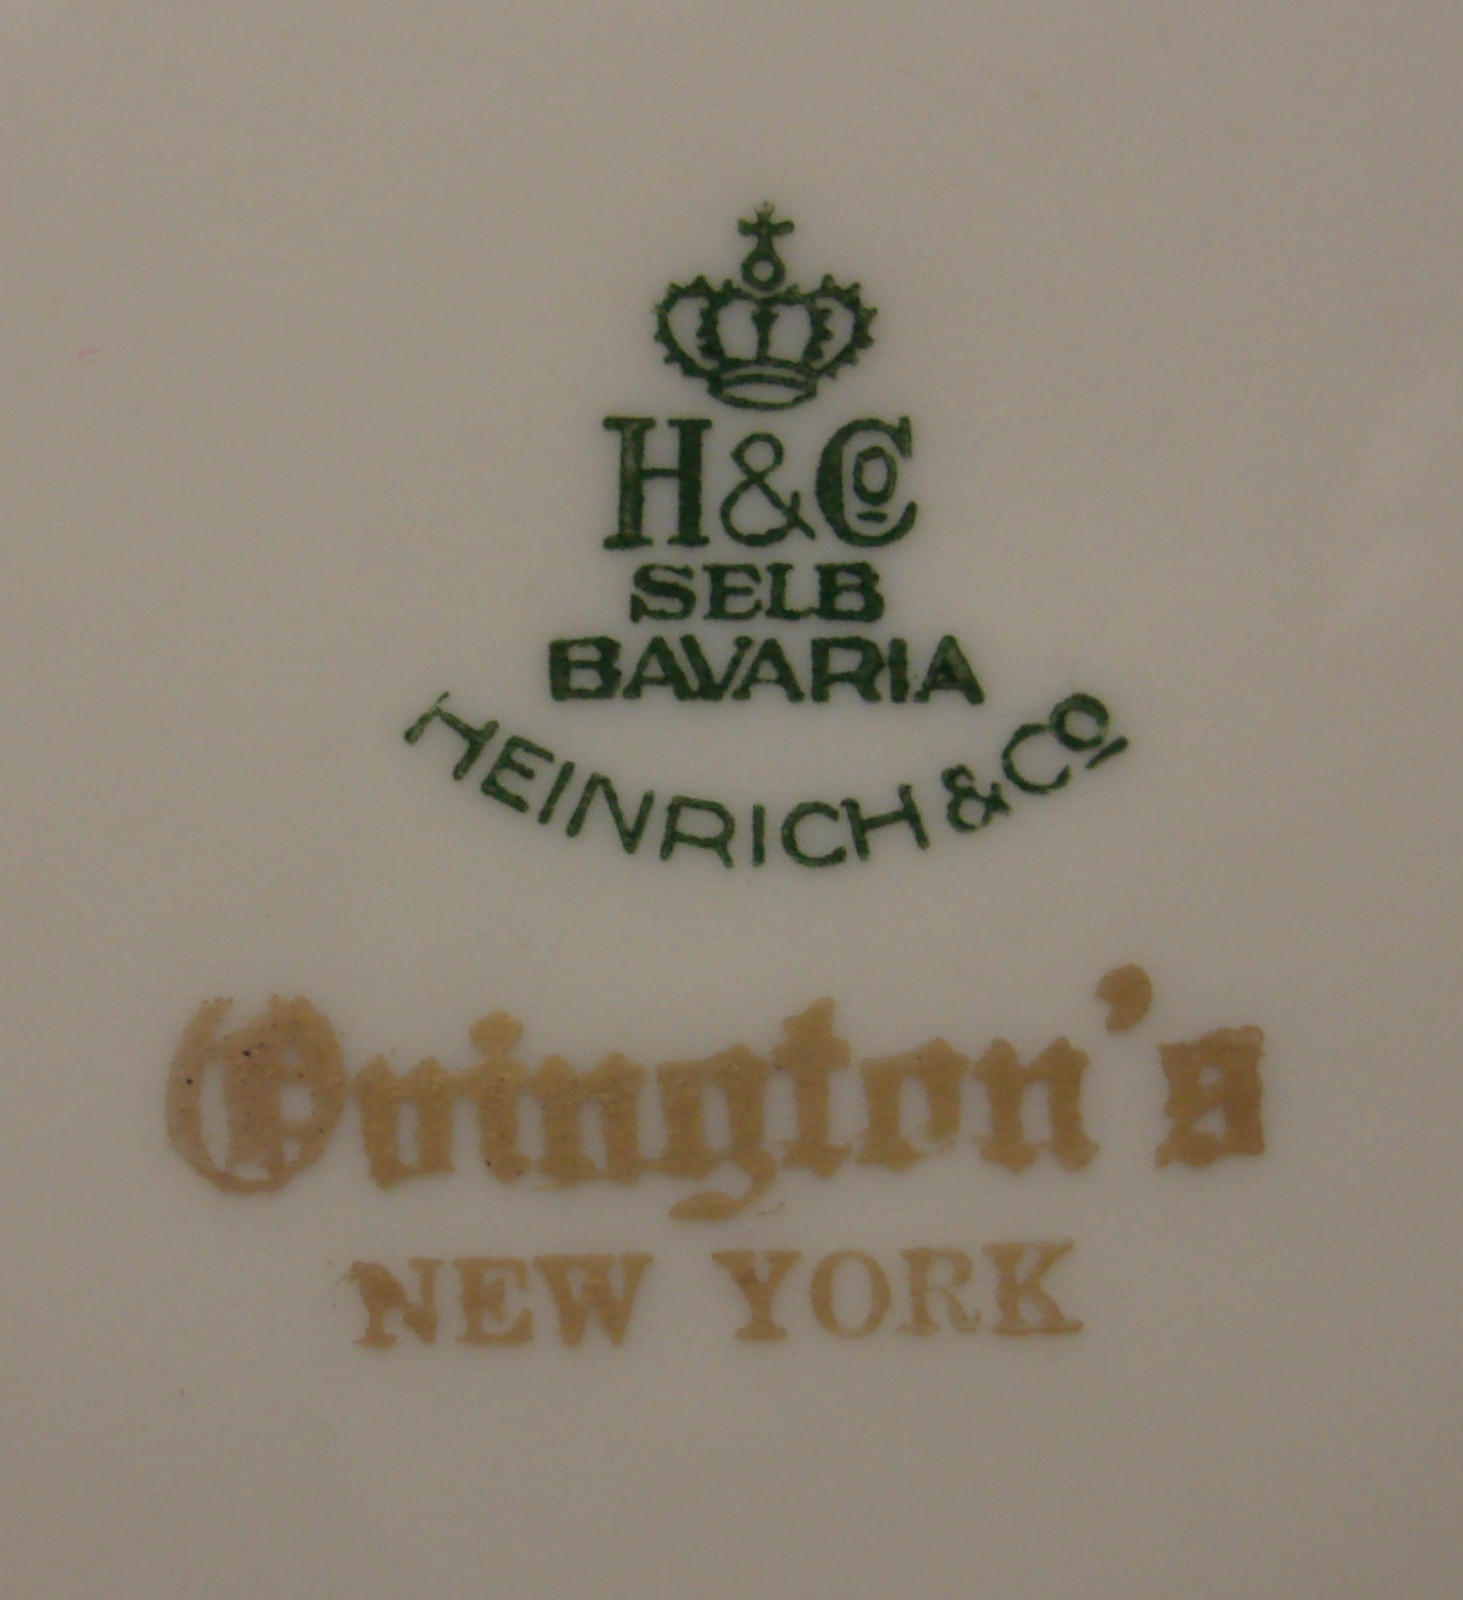 H&Co
SELB
BAVARIA
HEINRICH & Co
Ovington's
NEW YORK